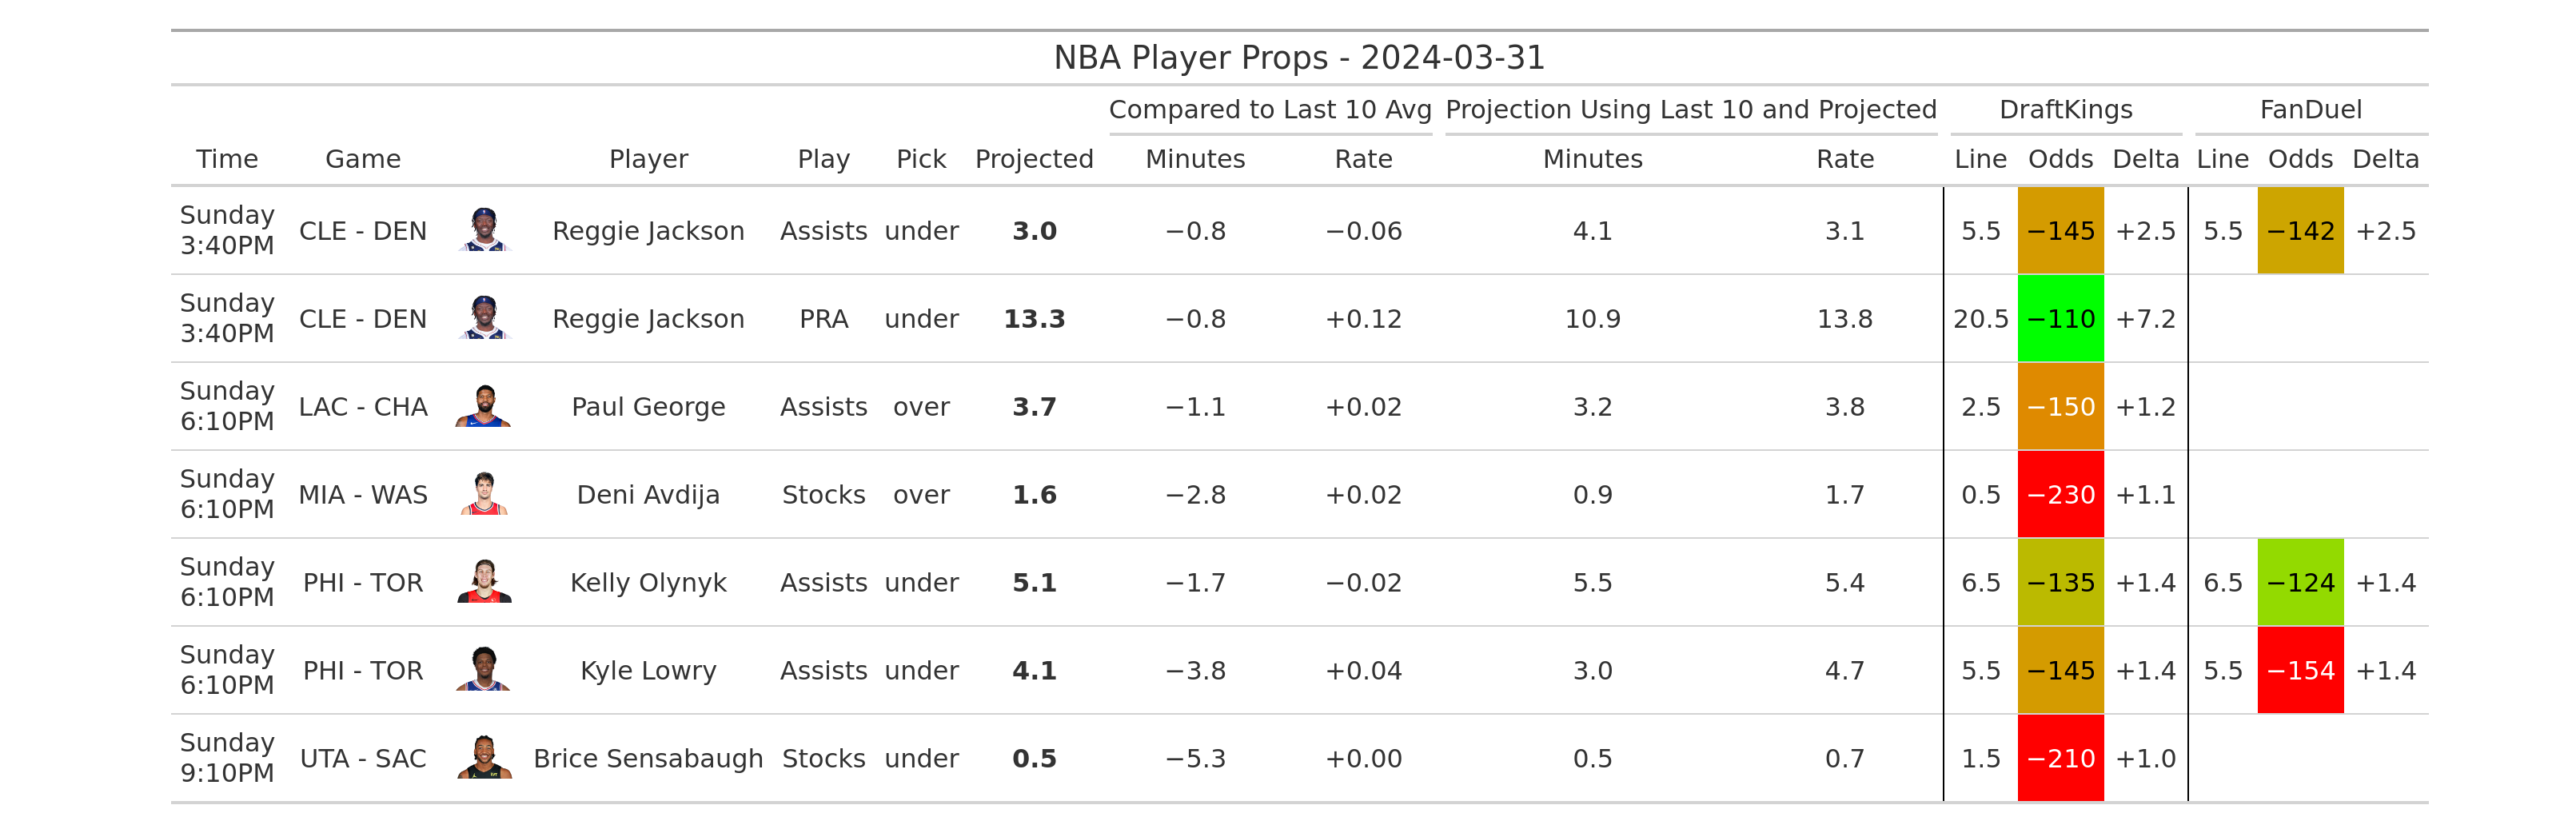 NBA Player Props - 2024-03-31
Compared to Last 10 Avg Projection Using Last 10 and Projected DraftKings FanDuel
Time Game Player Play Pick Projected Minutes Rate Minutes Rate Line Odds Delta Line Odds Delta
Sunday
3:40PM CLE - DEN Reggie Jackson Assists under 3.0 −0.8 −0.06 4.1 3.1 5.5 −145 +2.5 5.5 −142 +2.5
Sunday
3:40PM CLE - DEN Reggie Jackson PRA under 13.3 −0.8 +0.12 10.9 13.8 20.5 −110 +7.2
Sunday
6:10PM LAC - CHA Paul George Assists over 3.7 −1.1 +0.02 3.2 3.8 2.5 −150 +1.2
Sunday
6:10PM MIA - WAS Deni Avdija Stocks over 1.6 −2.8 +0.02 0.9 1.7 0.5 −230 +1.1
Sunday
6:10PM PHI - TOR Kelly Olynyk Assists under 5.1 −1.7 −0.02 5.5 5.4 6.5 −135 +1.4 6.5 −124 +1.4
Sunday
6:10PM PHI - TOR Kyle Lowry Assists under 4.1 −3.8 +0.04 3.0 4.7 5.5 −145 +1.4 5.5 −154 +1.4
Sunday
9:10PM UTA - SAC Brice Sensabaugh Stocks under 0.5 −5.3 +0.00 0.5 0.7 1.5 −210 +1.0